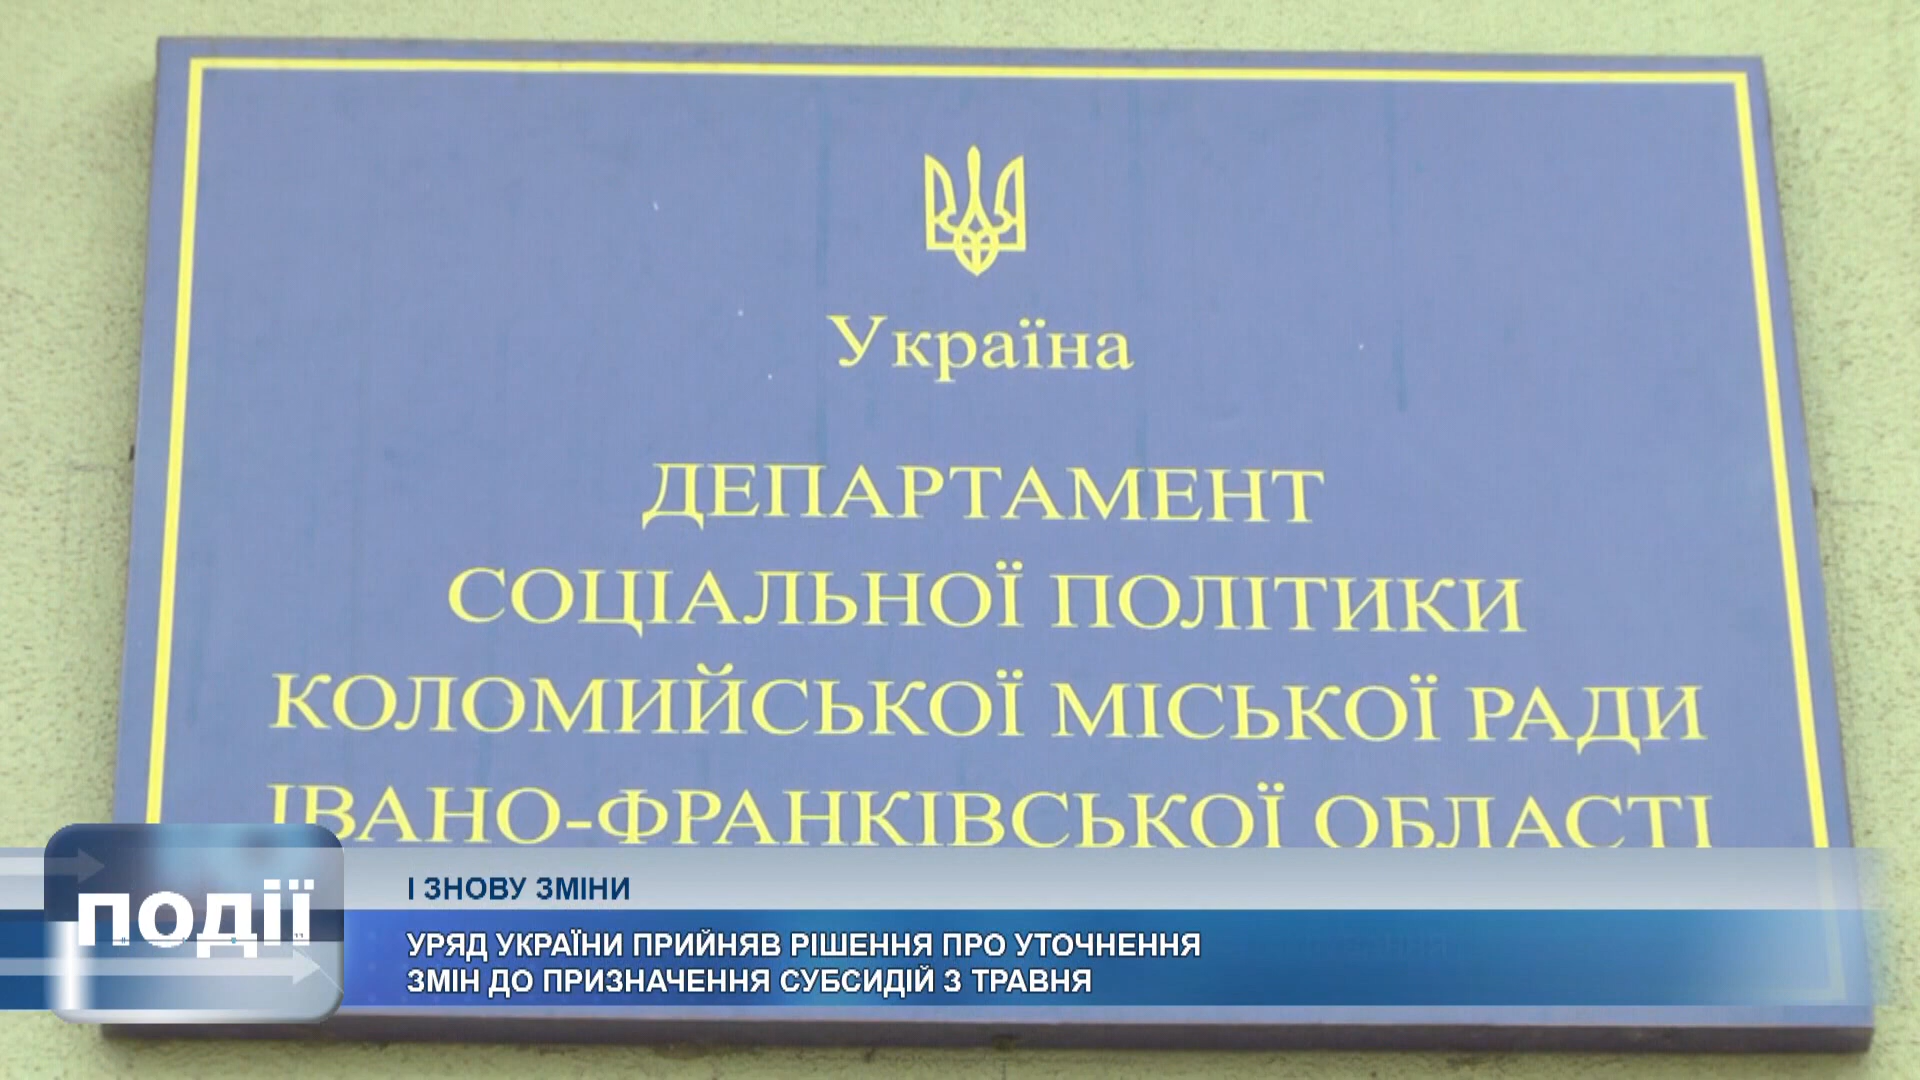 Україна
ДЕПАРТАМЕНТ
СОЦІАЛЬНОЇ ПОЛІТИКИ
КОЛОМИЙСЬКОЇ МІСЬКОЇ РАДИ
ІВАНО-ФРАНКІВСЬКОЇ ОБЛАСТІ
події
І ЗНОВУ ЗМІНИ
УРЯД УКРАЇНИ ПРИЙНЯВ РІШЕННЯ ПРО УТОЧНЕННЯ
ЗМІН ДО ПРИЗНАЧЕННЯ СУБСИДІЙ З ТРАВНЯ